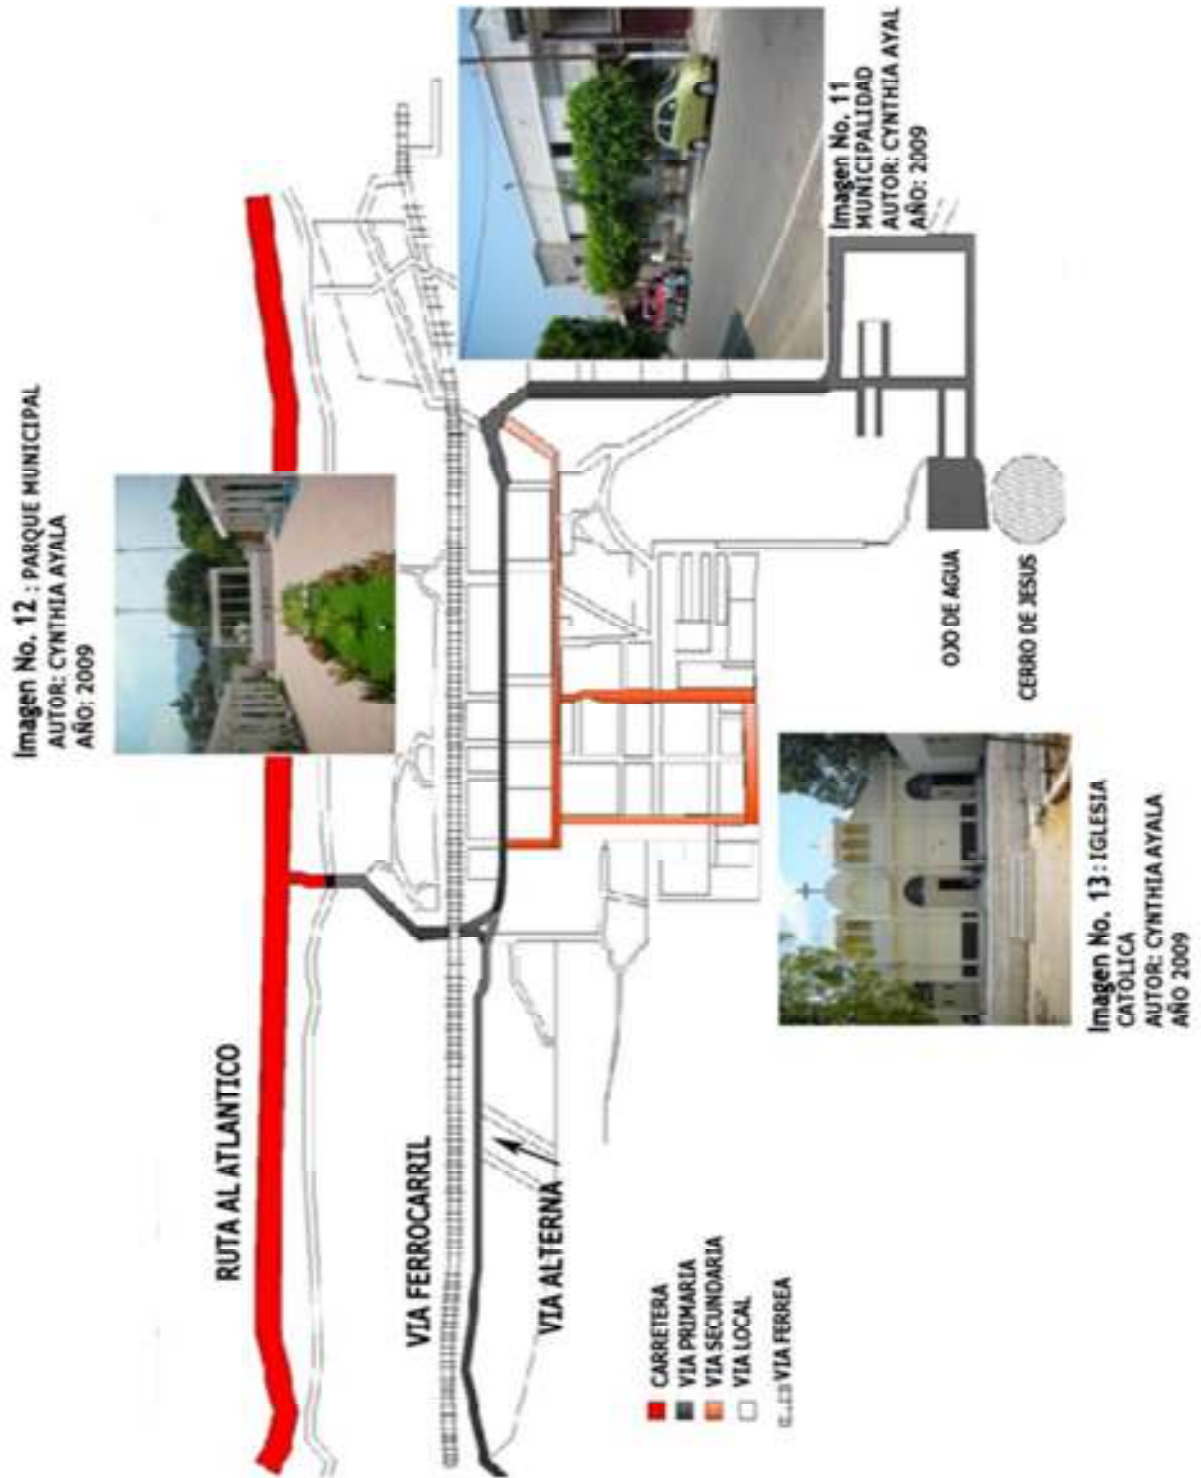 Imagen No. 12 : PARQUE MUNICIPAL
AUTOR: CYNTHIA AYALA
AÑO: 2009
RUTA AL ATLANTICO
VIA FERROCARRIL
VIA ALTERNA
CARRETERA
VIA PRIMARIA
VIA SECUNDARIA
VIA LOCAL
VIA FERREA
Imagen No. 11
MUNICIPALIDAD
AUTOR: CYNTHIA AYAL
AÑO: 2009
OJO DE AGUA
CERRO DE JESUS
Imagen No. 13 : IGLESIA
CATOLICA
AUTOR: CYNTHIA AYALA
AÑO 2009